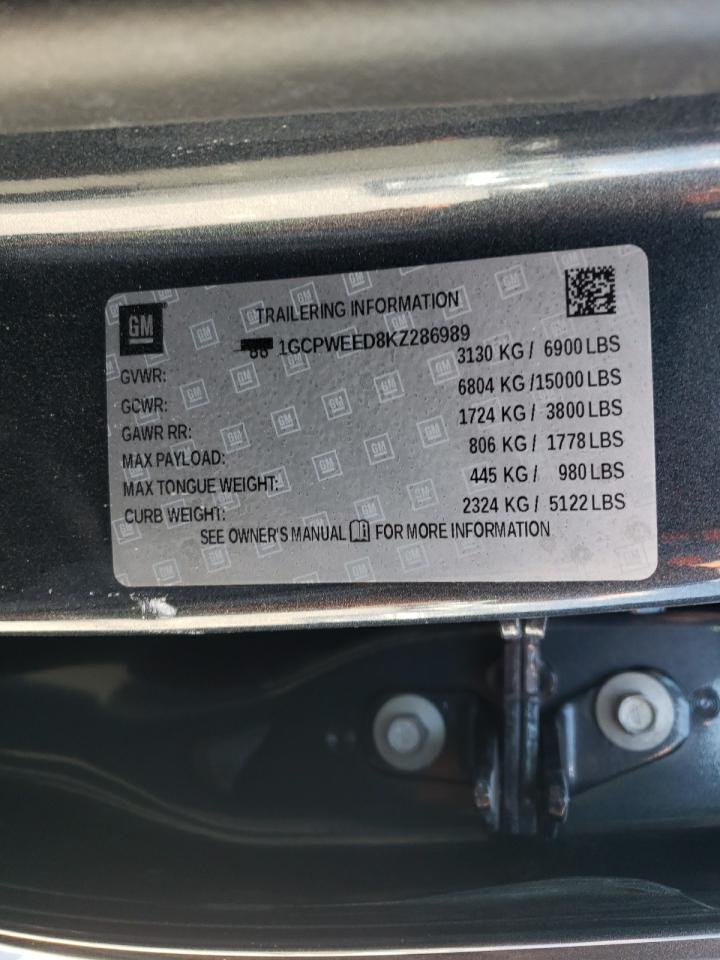 GM
TRAILERING INFORMATION
1GCPWEED8KZ286989
GVWR: 3130 KG / 6900 LBS
GCWR: 6804 KG / 15000 LBS
GAWR RR: 1724 KG / 3800 LBS
MAX PAYLOAD: 806 KG / 1778 LBS
MAX TONGUE WEIGHT: 445 KG / 980 LBS
CURB WEIGHT: 2324 KG / 5122 LBS
SEE OWNER'S MANUAL FOR MORE INFORMATION